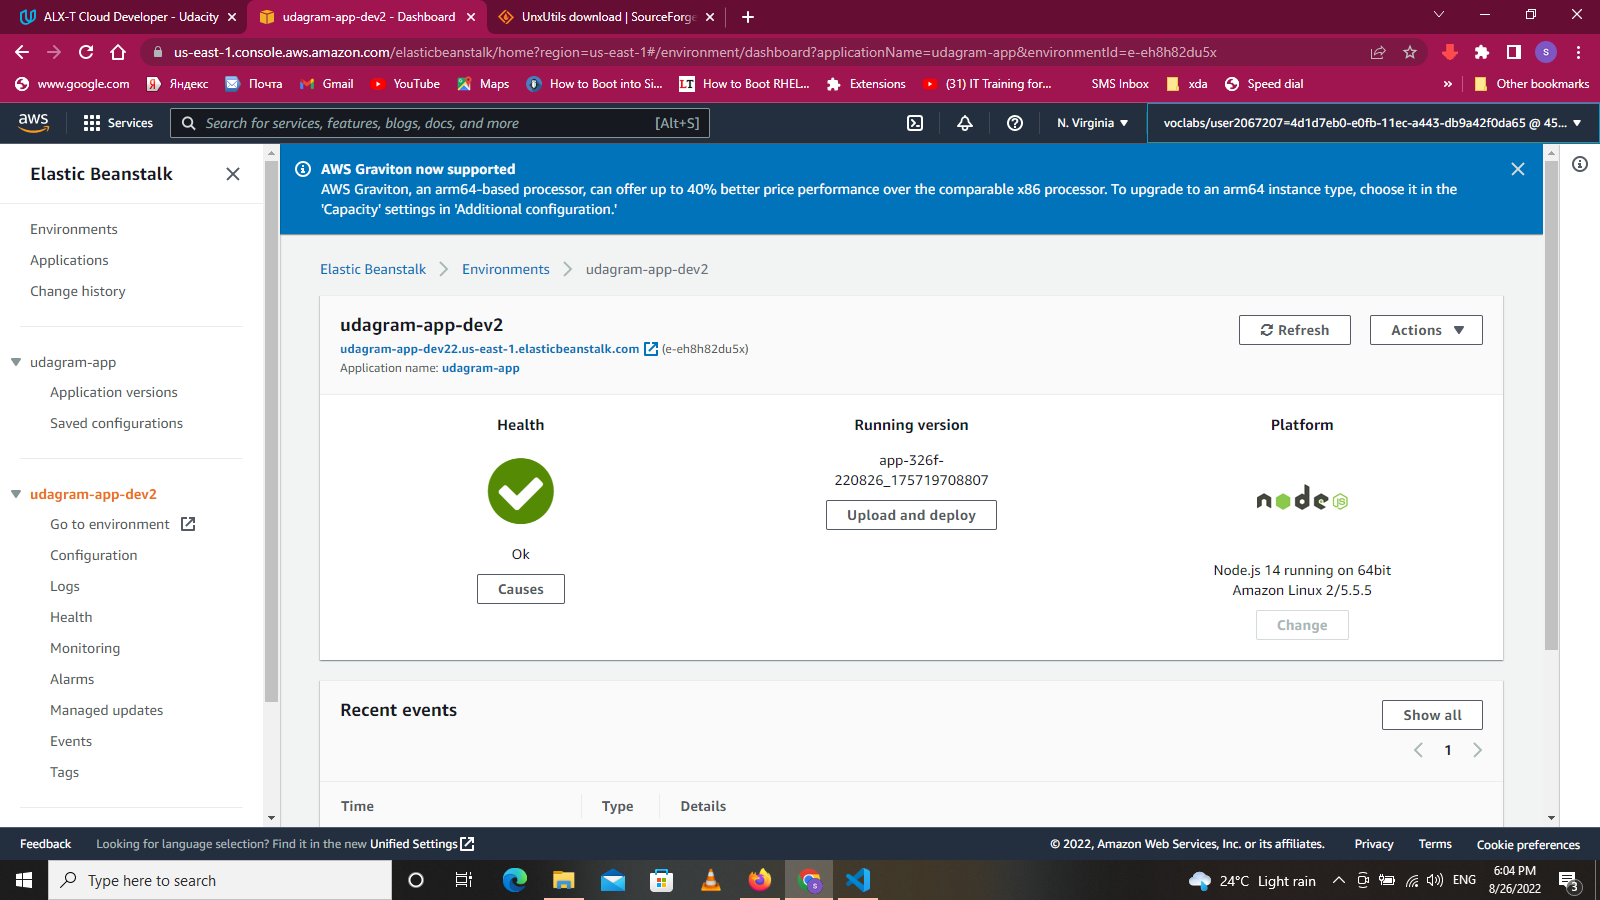 ALX-T Cloud Developer - Udacity
udagram-app-dev2 - Dashboard
UnxUtils download | SourceForge
us-east-1.console.aws.amazon.com/elasticbeanstalk/home?region=us-east-1#/environment/dashboard?applicationName=udagram-app&environmentId=e-eh8h82du5x
S
www.google.com
Яндекс
Почта
Gmail
YouTube
Maps
How to Boot into Si...
LT
How to Boot RHEL...
Extensions
(31) IT Training for...
SMS Inbox
xda
Speed dial
»
Other bookmarks
aws
Services
Search for services, features, blogs, docs, and more
[Alt+S]
N. Virginia
voclabs/user2067207=4d1d7eb0-e0fb-11ec-a443-db9a42f0da65 @ 45...
Elastic Beanstalk
Environments
Applications
Change history
udagram-app
Application versions
Saved configurations
udagram-app-dev2
Go to environment
Configuration
Logs
Health
Monitoring
Alarms
Managed updates
Events
Tags
AWS Graviton now supported
AWS Graviton, an arm64-based processor, can offer up to 40% better price performance over the comparable x86 processor. To upgrade to an arm64 instance type, choose it in the
'Capacity' settings in 'Additional configuration.'
Elastic Beanstalk
Environments
udagram-app-dev2
udagram-app-dev2
udagram-app-dev22.us-east-1.elasticbeanstalk.com (e-eh8h82du5x)
Application name: udagram-app
Refresh
Actions
Health
Ok
Causes
Running version
app-326f-
220826_175719708807
Upload and deploy
Platform
node JS
Node.js 14 running on 64bit
Amazon Linux 2/5.5.5
Change
Recent events
Show all
1
Time
Type
Details
Feedback
Looking for language selection? Find it in the new Unified Settings
© 2022, Amazon Web Services, Inc. or its affiliates.
Privacy
Terms
Cookie preferences
Type here to search
24°C Light rain
ENG
6:04 PM
8/26/2022
3